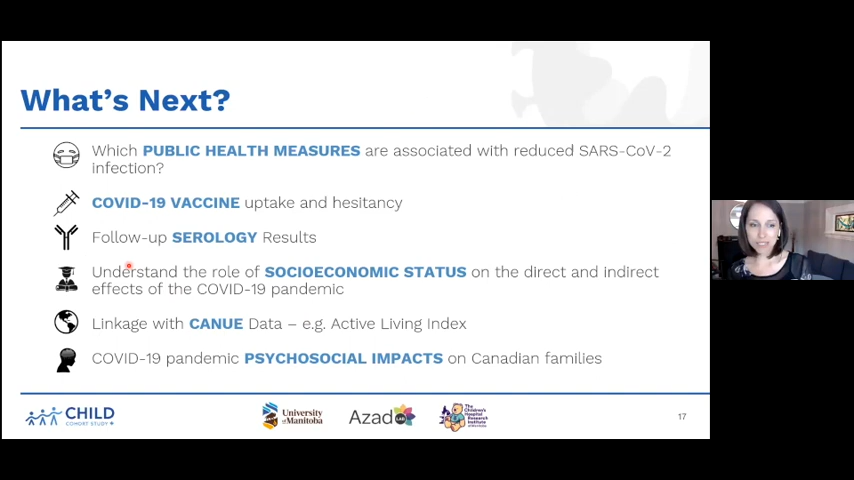 What's Next?
Which PUBLIC HEALTH MEASURES are associated with reduced SARS-CoV-2
infection?
COVID-19 VACCINE uptake and hesitancy
Follow-up SEROLOGY Results
Understand the role of SOCIOECONOMIC STATUS on the direct and indirect
effects of the COVID-19 pandemic
Linkage with CANUE Data – e.g. Active Living Index
COVID-19 pandemic PSYCHOSOCIAL IMPACTS on Canadian families
CHILD
COHORT STUDY
University
of Manitoba
Azad LAB
The
Children's
Hospital
Research
Institute
17